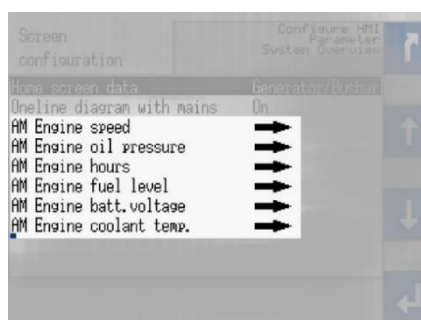 Screen
configuration
Configure HMI
Parameter
System Overview
Home screen data Generator/Busbar
Oneline diagram with mains On
AM Engine speed
AM Engine oil pressure
AM Engine hours
AM Engine fuel level
AM Engine batt.voltage
AM Engine coolant temp.